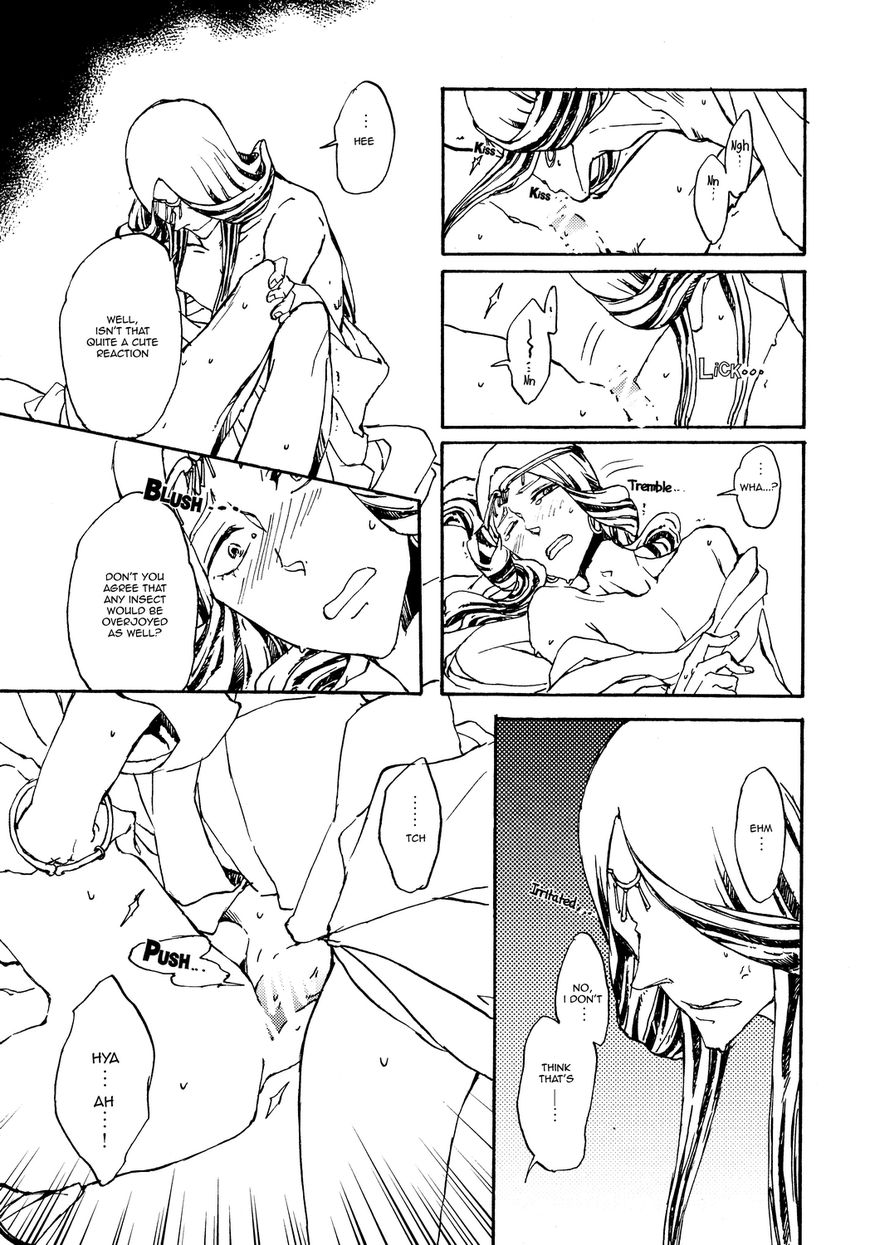 Kiss
Kiss
Ngh
...
Nn
...
...
Nn
LiCK...
...
WHA...?
Tremble...
...
HEE
WELL,
ISN'T THAT
QUITE A CUTE
REACTION
BLUSH
DON'T YOU
AGREE THAT
ANY INSECT
WOULD BE
OVERJOYED
AS WELL?
EHM
...
Irritated...
NO,
I DON'T
...
THINK
THAT'S
......
TCH
PUSH...
HYA
...
AH
...
!